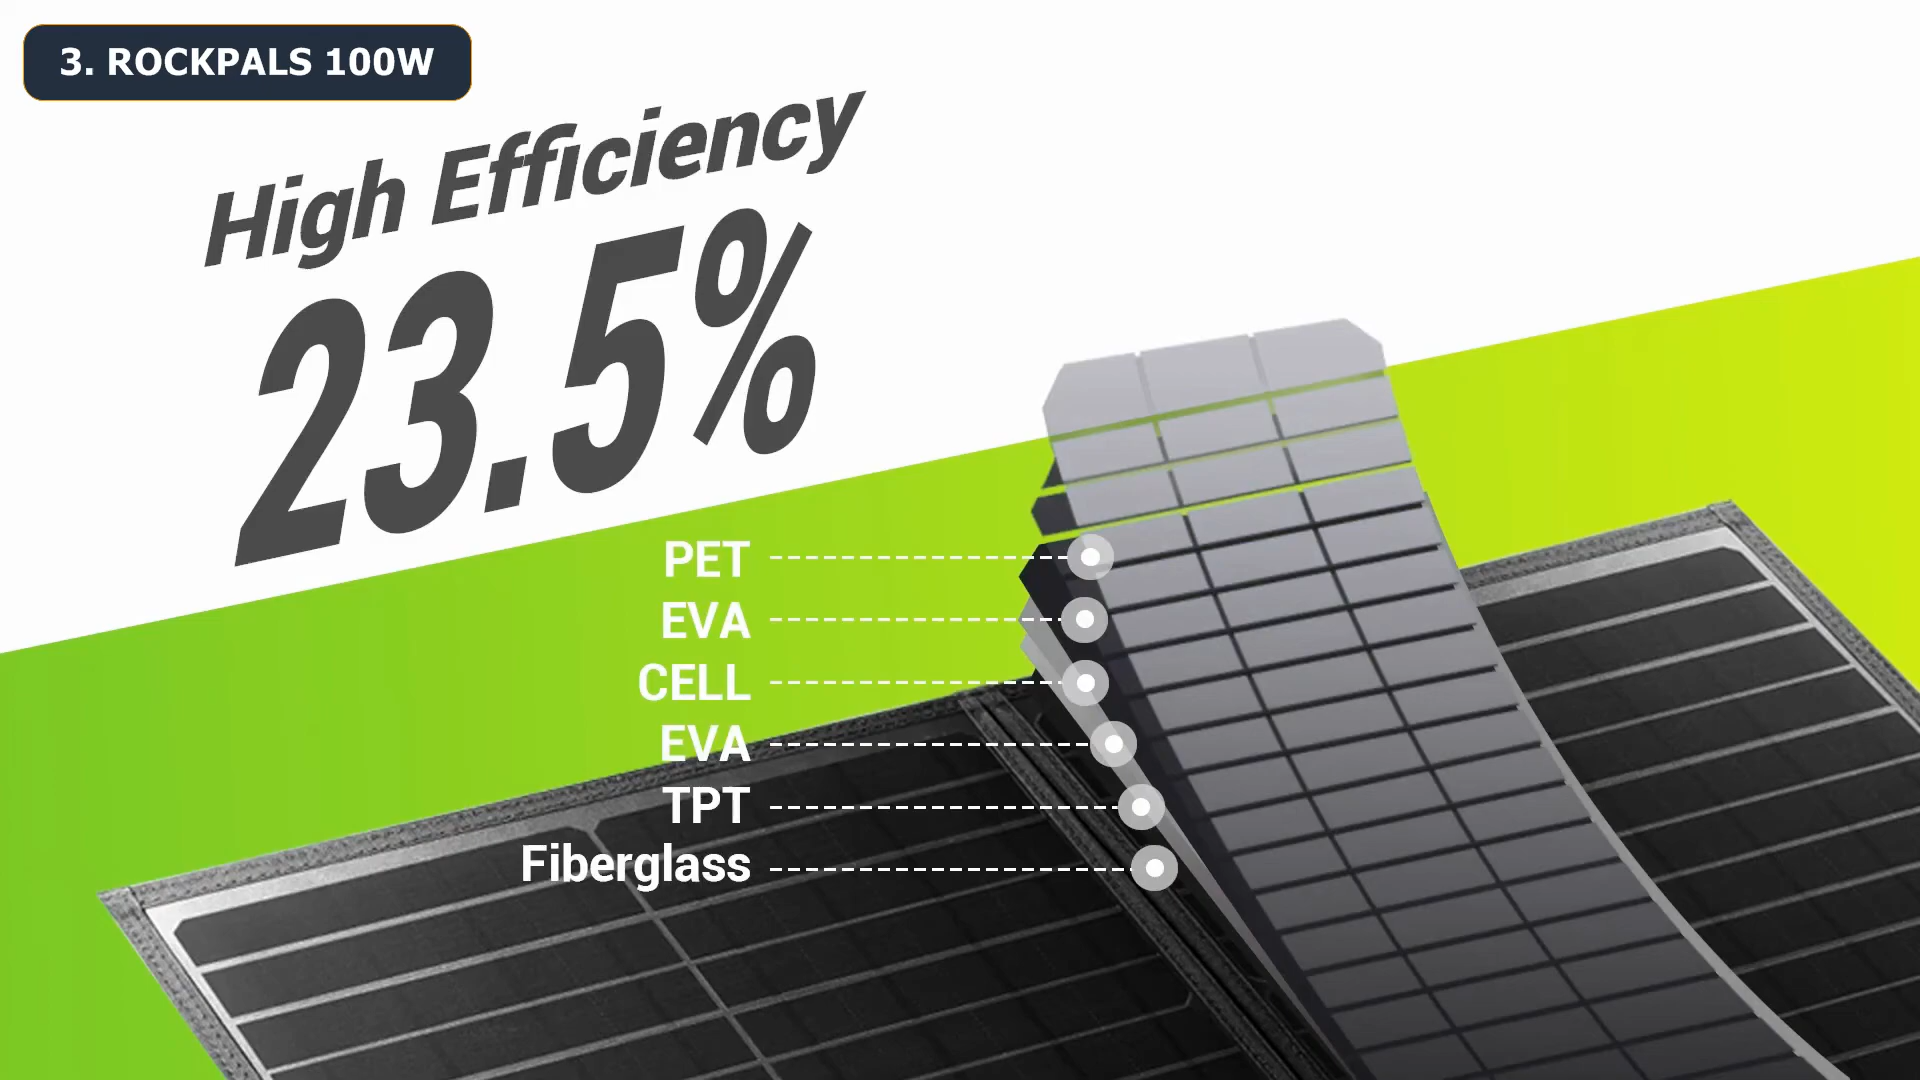 3. ROCKPALS 100W
High Efficiency
23.5%
PET
EVA
CELL
EVA
TPT
Fiberglass